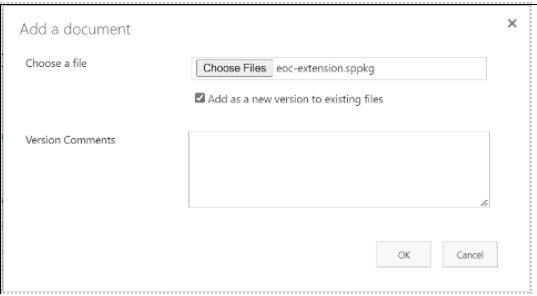 Add a document
Choose a file
Choose Files eoc-extension.sppkg
Add as a new version to existing files
Version Comments
OK Cancel